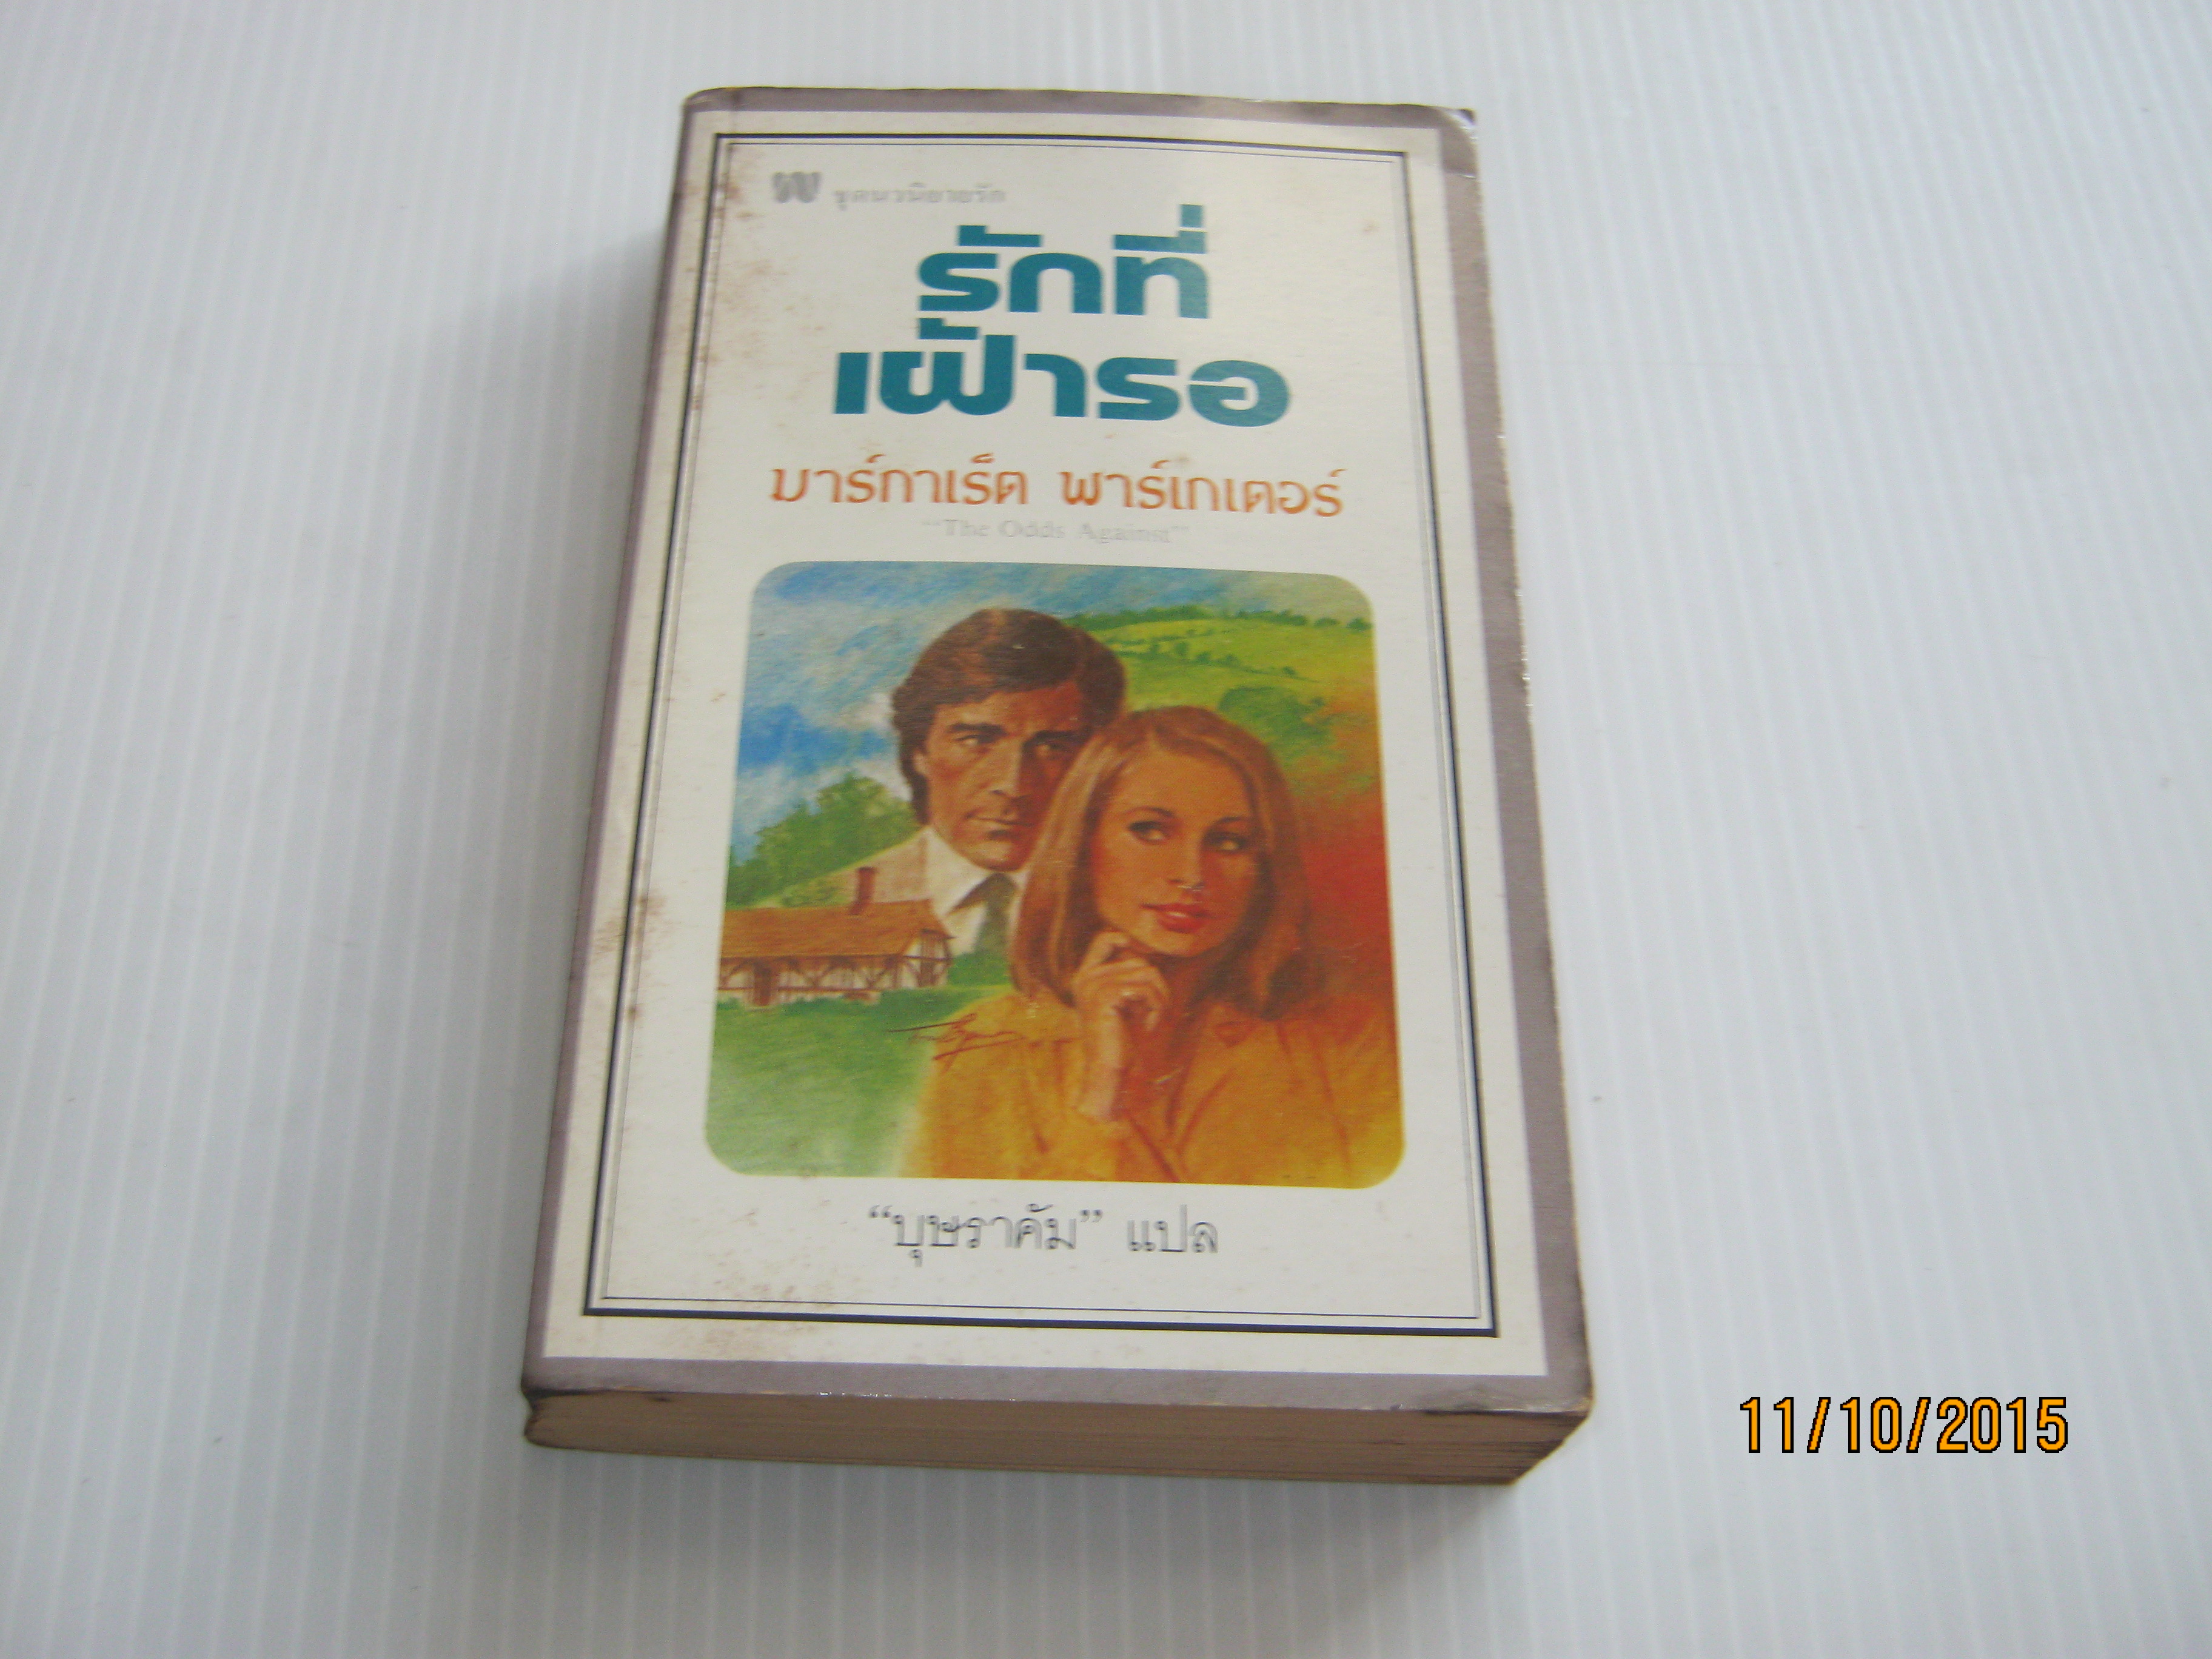 ชุดนวนิยายรัก
รักที่
เฝ้ารอ
มาร์กาเร็ต พาร์เกเตอร์
"The Odds Against"
“บุษราคัม” แปล
11/10/2015